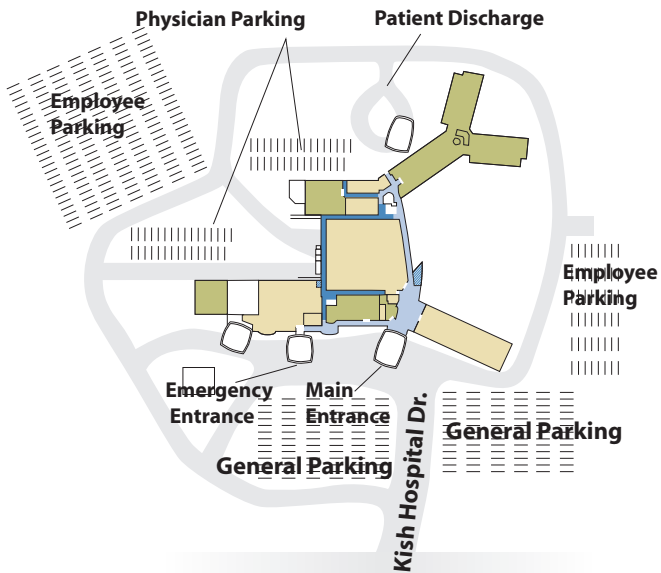 Physician Parking
Patient Discharge
Employee
Parking
Employee
Parking
Emergency
Entrance
Main
Entrance
General Parking
General Parking
Kish Hospital Dr.